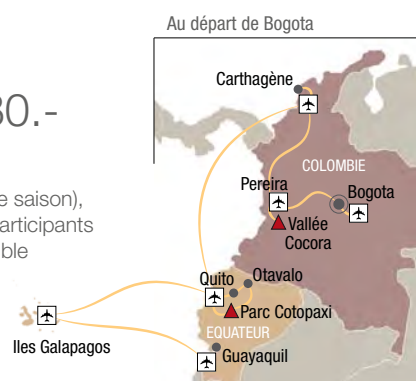 Au départ de Bogota
30.-
e saison),
articipants
ble
Carthagène
COLOMBIE
Pereira
Bogota
Vallée
Cocora
Quito
Otavalo
Parc Cotopaxi
EQUATEUR
Iles Galapagos
Guayaquil